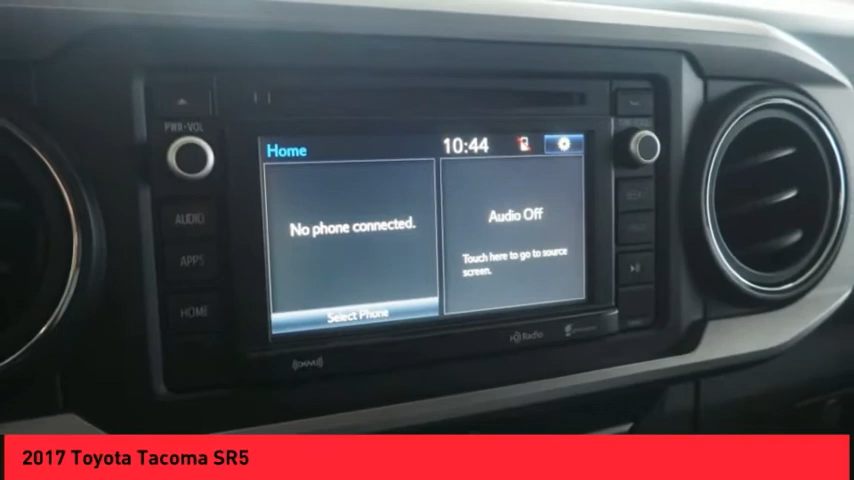 PWR•VOL
Home
10:44
AUDIO
No phone connected.
Audio Off
APPS
Touch here to go to source
screen.
HOME
Select Phone
HD Radio
2017 Toyota Tacoma SR5